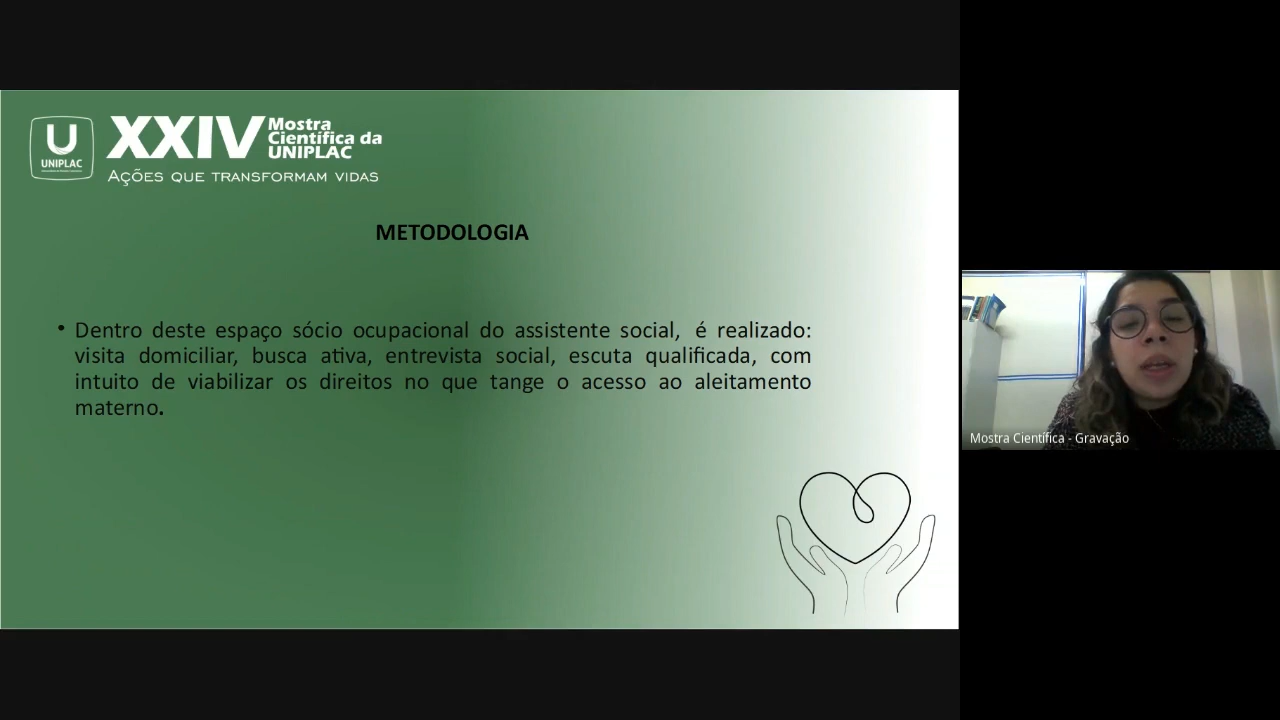 U
UNIPLAC
XXIV Mostra
Científica da
UNIPLAC
AÇÕES QUE TRANSFORMAM VIDAS
METODOLOGIA
• Dentro deste espaço sócio ocupacional do assistente social, é realizado:
visita domiciliar, busca ativa, entrevista social, escuta qualificada, com
intuito de viabilizar os direitos no que tange o acesso ao aleitamento
materno.
Mostra Científica - Gravação